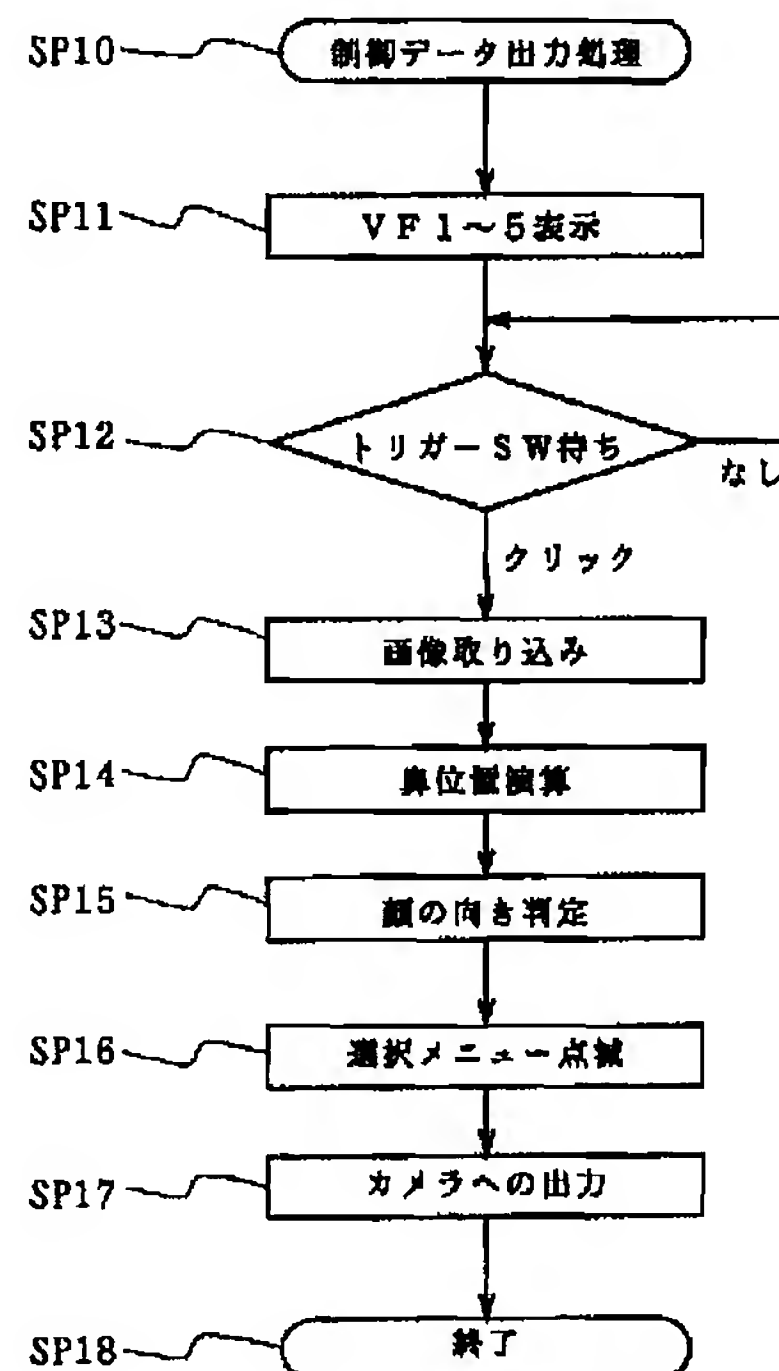 SP10 制御データ出力処理
SP11 VF1~5表示
SP12 トリガーSW待ち
なし
クリック
SP13 画像取り込み
SP14 鼻位置演算
SP15 顔の向き判定
SP16 選択メニュー点滅
SP17 カメラへの出力
SP18 終了